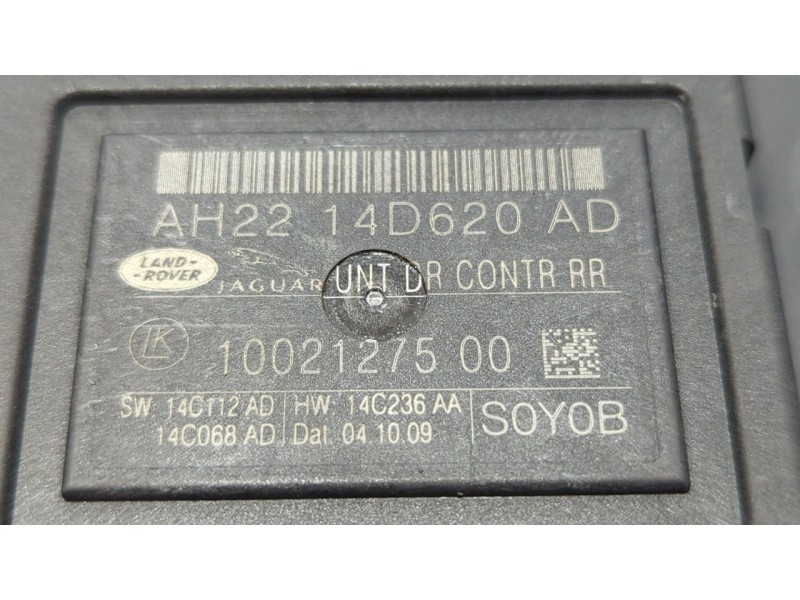 AH22 14D620 AD
LAND-
-ROVER
JAGUAR UNT DR CONTR RR
LK 10021275 00
SW: 14C112 AD HW: 14C236 AA
14C068 AD Dat. 04.10.09
S0Y0B